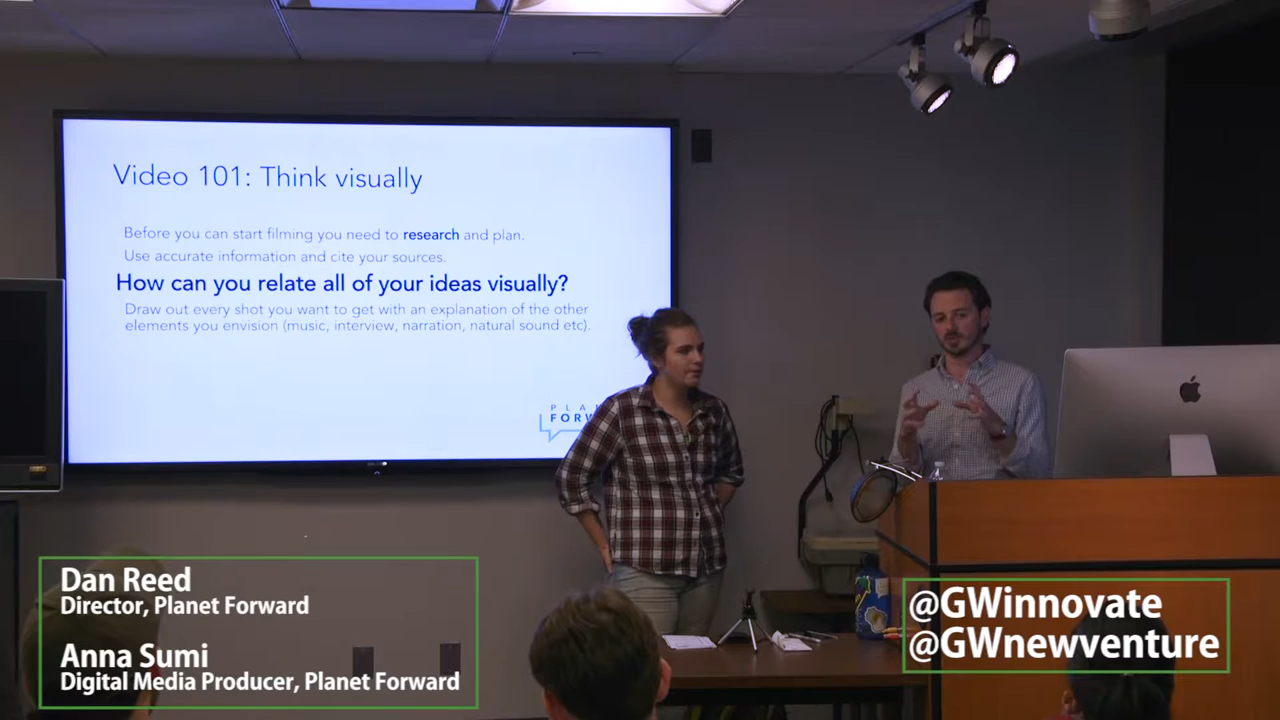 Video 101: Think visually
Before you can start filming you need to research and plan.
Use accurate information and cite your sources.
How can you relate all of your ideas visually?
Draw out every shot you want to get with an explanation of the other
elements you envision (music, interview, narration, natural sound etc).
Dan Reed
Director, Planet Forward
Anna Sumi
Digital Media Producer, Planet Forward
@GWinnovate
@GWnewventure